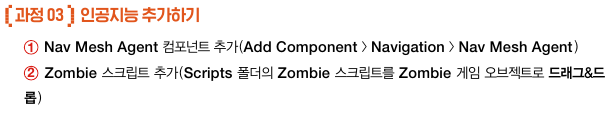 [과정 03] 인공지능 추가하기
① Nav Mesh Agent 컴포넌트 추가(Add Component > Navigation > Nav Mesh Agent)
② Zombie 스크립트 추가(Scripts 폴더의 Zombie 스크립트를 Zombie 게임 오브젝트로 드래그&드
롭)